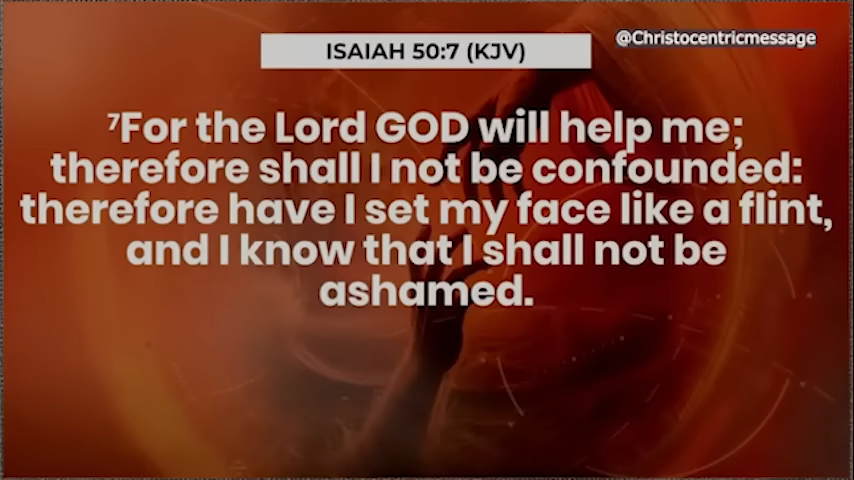 ISAIAH 50:7 (KJV)
@Christocentricmessage
⁷For the Lord GOD will help me;
therefore shall I not be confounded:
therefore have I set my face like a flint,
and I know that I shall not be
ashamed.